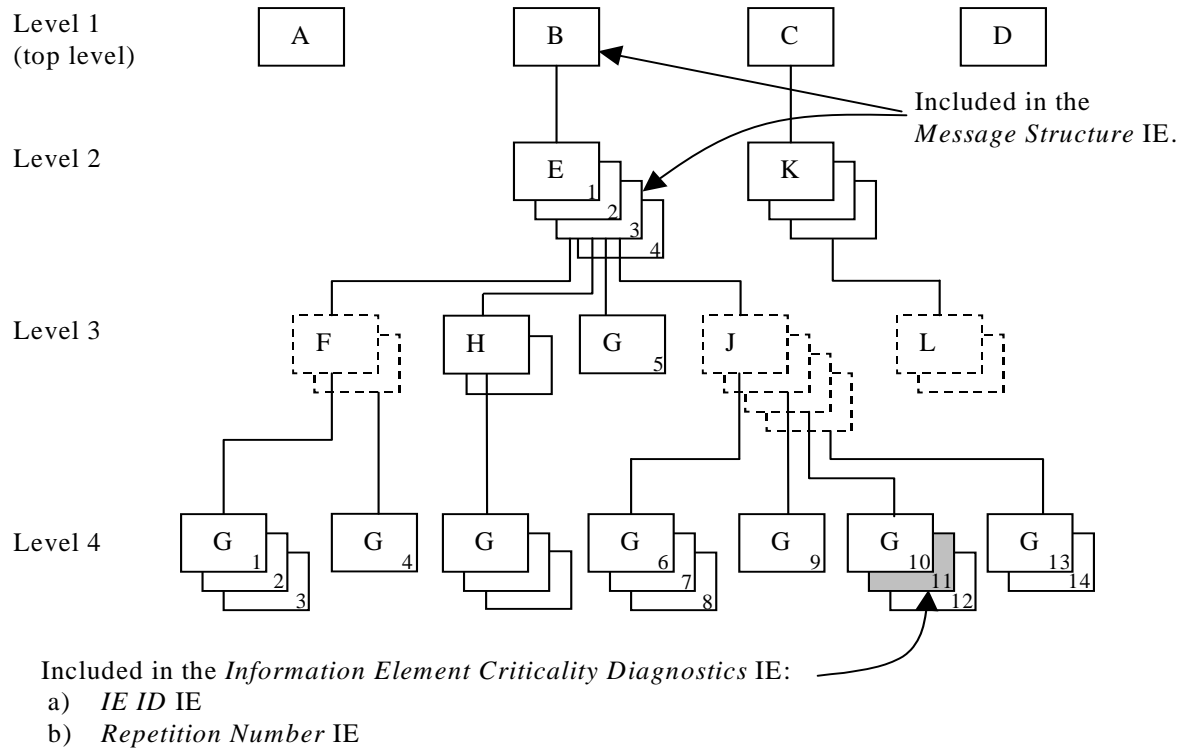 Level 1
(top level)
A
B
C
D
Included in the
Message Structure IE.
Level 2
E
1
2
3
4
K
Level 3
F
H
G
5
J
L
Level 4
G
1
2
3
G
4
G
G
6
7
8
G
9
G
10
11
12
G
13
14
Included in the Information Element Criticality Diagnostics IE:
a) IE ID IE
b) Repetition Number IE